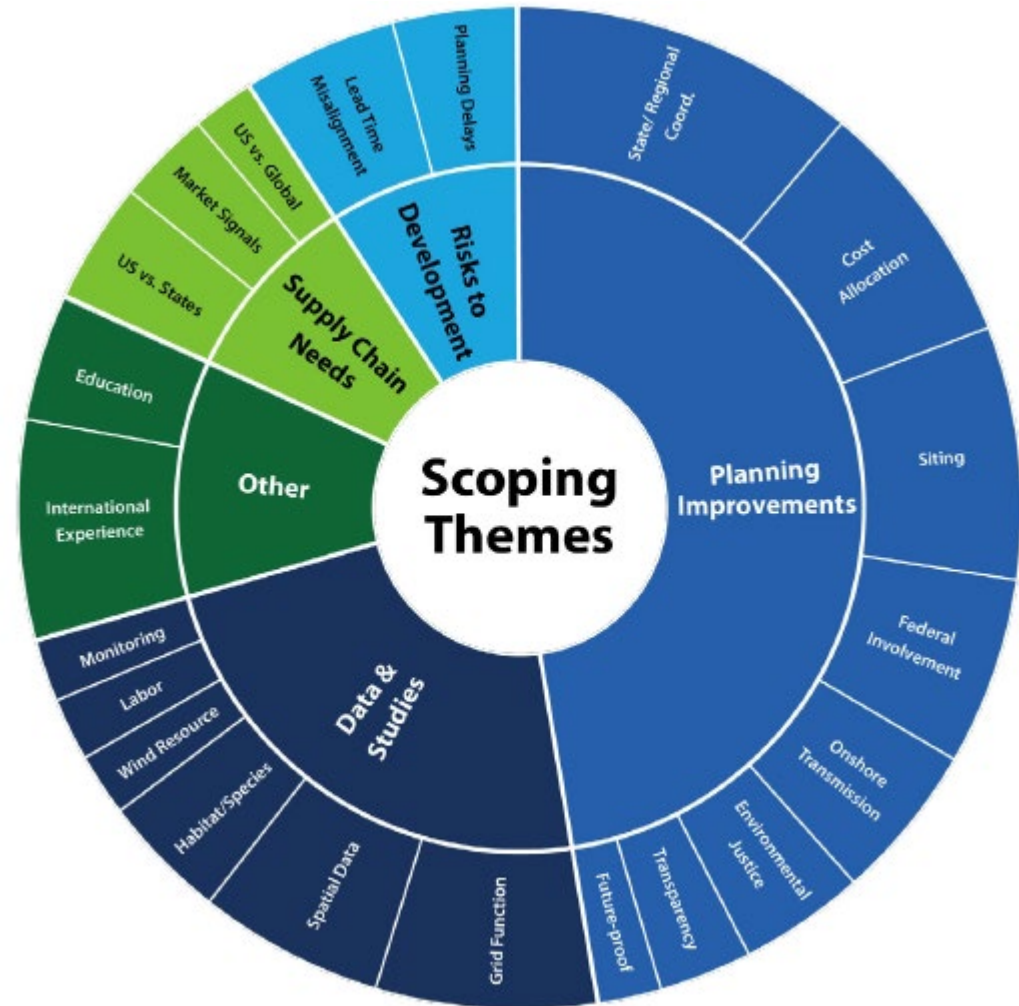 Scoping
Themes
Planning
Improvements
State/ Regional
Coord.
Cost
Allocation
Siting
Federal
Involvement
Onshore
Transmission
Environmental
Justice
Transparency
Future-proof
Data &
Studies
Grid Function
Spatial Data
Habitat/Species
Wind Resource
Labor
Monitoring
Other
International
Experience
Education
Supply Chain
Needs
US vs. States
Market Signals
US vs. Global
Risks to
Development
Lead Time
Misalignment
Planning Delays